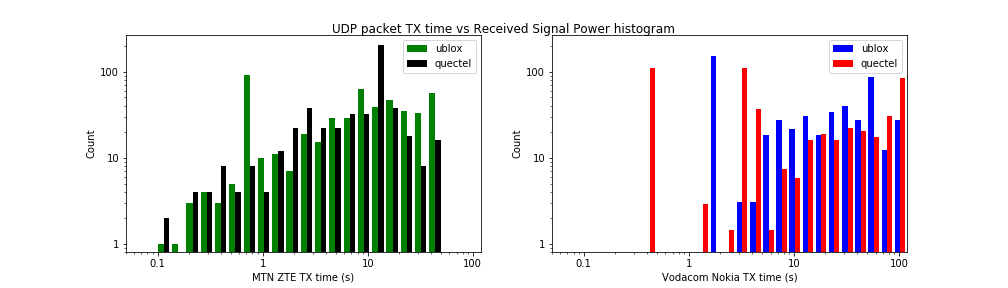 UDP packet TX time vs Received Signal Power histogram
ublox
quectel
100
10
1
Count
0.1 1 10 100
MTN ZTE TX time (s)
ublox
quectel
100
10
1
Count
0.1 1 10 100
Vodacom Nokia TX time (s)